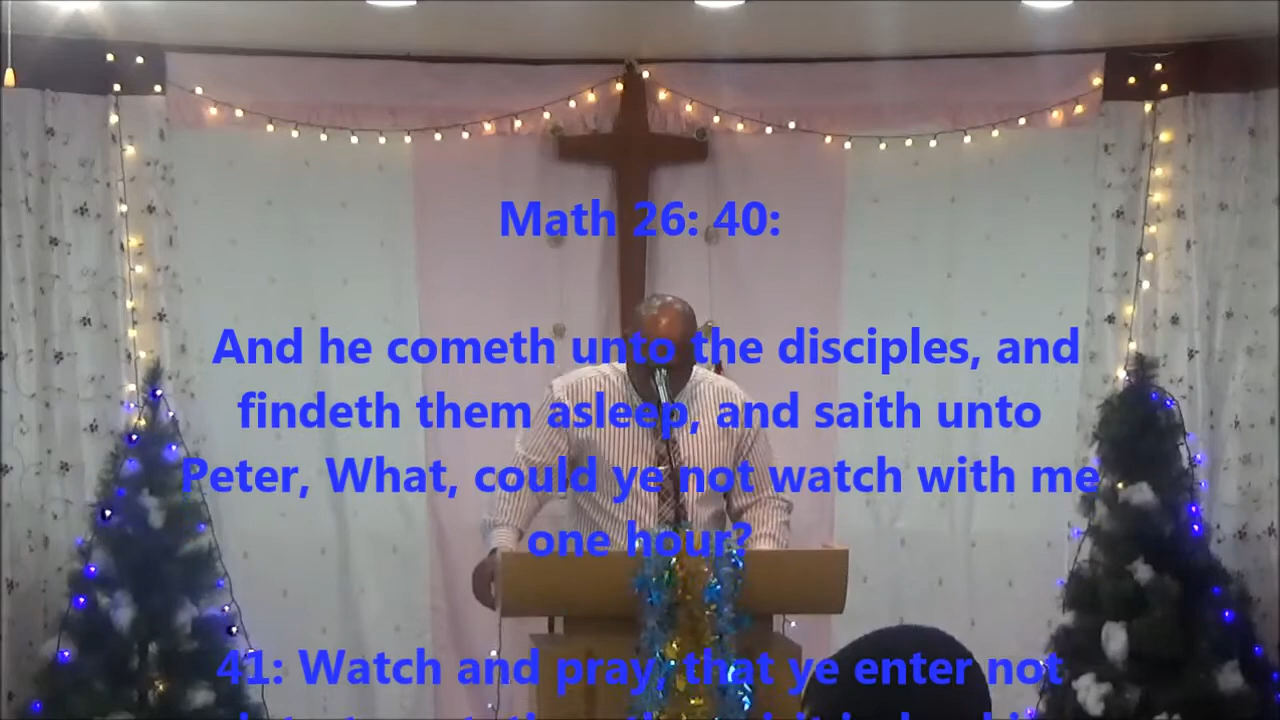 Math 26: 40:
And he cometh unto the disciples, and
findeth them asleep, and saith unto
Peter, What, could ye not watch with me
one hour?
41: Watch and pray, that ye enter not